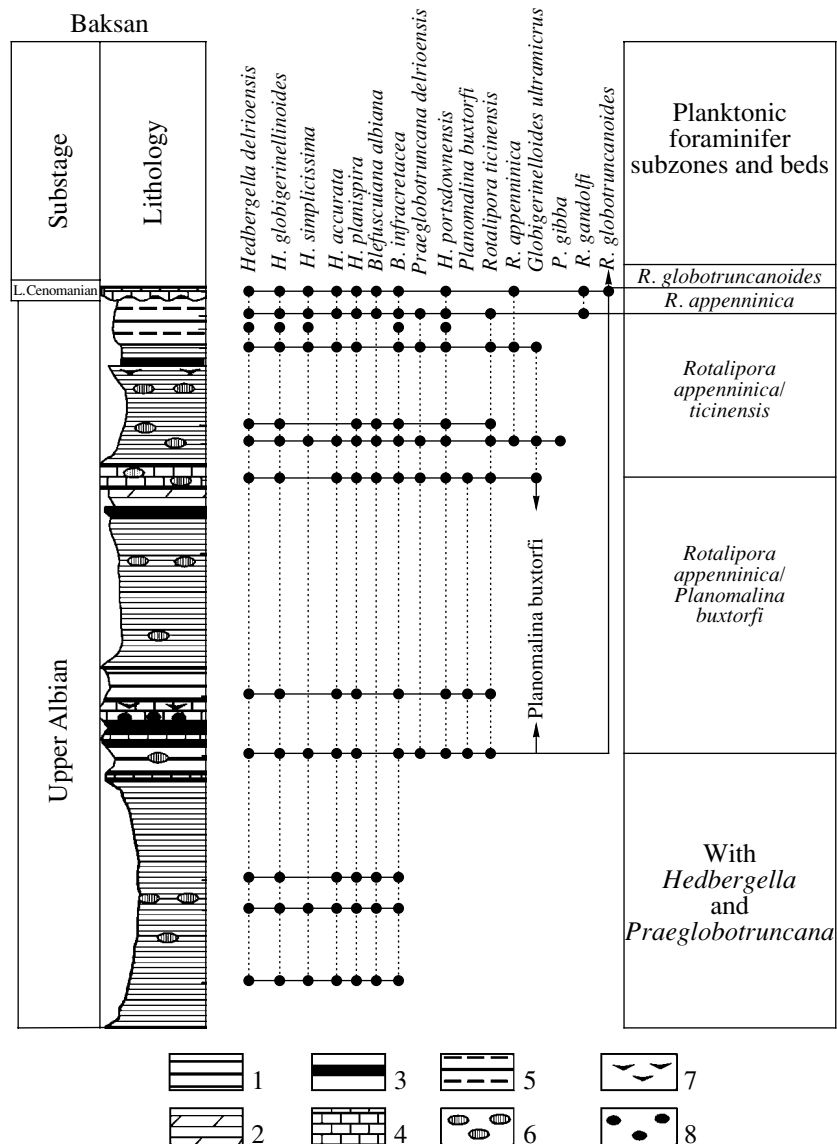 Baksan
Substage
Lithology
Hedbergella delrioensis
H. globigerinellinoides
H. simplicissima
H. accurata
H. planispira
Blefuscuiana albiana
B. infracretacea
Praeglobotruncana delrioensis
H. portsdownensis
Planomalina buxtorfi
Rotalipora ticinensis
R. appenninica
Globigerinelloides ultramicrus
P. gibba
R. gandolfi
R. globotruncanoides
Planktonic
foraminifer
subzones and beds
L. Cenomanian
R. globotruncanoides
R. appenninica
Rotalipora
appenninica/
ticinensis
Planomalina buxtorfi
Rotalipora
appenninica/
Planomalina
buxtorfi
Upper Albian
With
Hedbergella
and
Praeglobotruncana
1 3 5 7
2 4 6 8